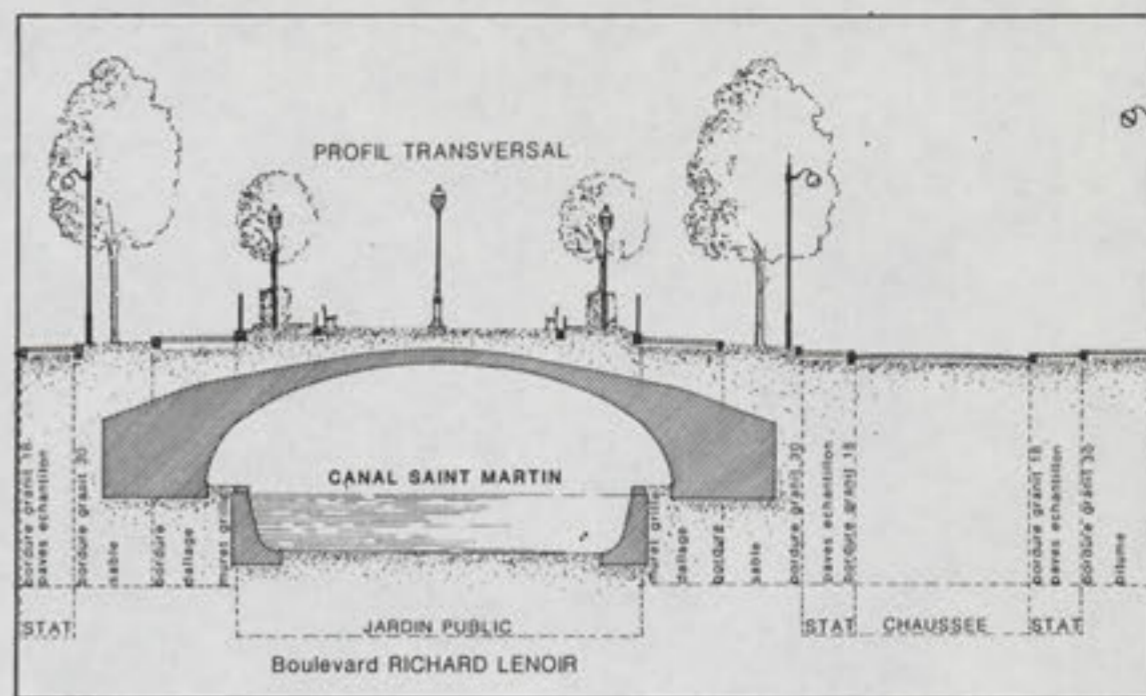 PROFIL TRANSVERSAL
CANAL SAINT MARTIN
bordure granit 18
paves echantillon
bordure granit 30
sable
bordure
dallage
muret grille
muret grille
dallage
bordure
sable
bordure granit 30
paves echantillon
bordure granit 18
bordure granit 18
paves echantillon
bordure granit 30
bitume
STAT
JARDIN PUBLIC
STAT
CHAUSSEE
STAT
Boulevard RICHARD LENOIR